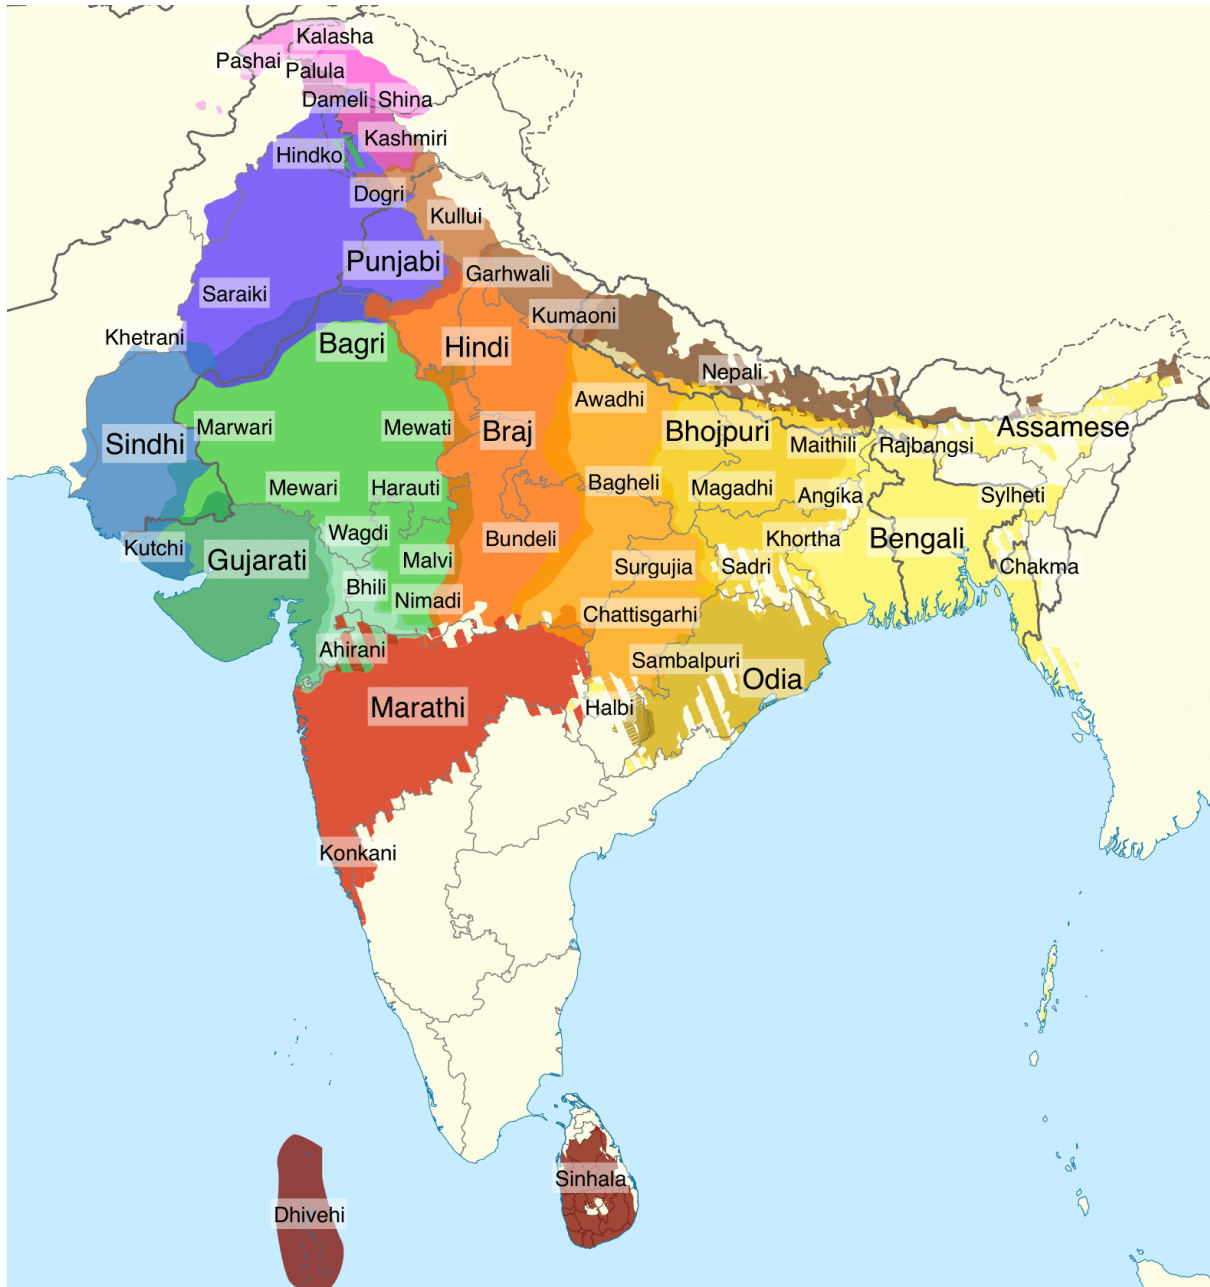 Kalasha
Pashai
Palula
Dameli
Shina
Kashmiri
Hindko
Dogri
Kullui
Punjabi
Garhwali
Saraiki
Kumaoni
Khetrani
Bagri
Hindi
Nepali
Awadhi
Marwari
Mewati
Braj
Bhojpuri
Assamese
Sindhi
Maithili
Rajbangsi
Mewari
Harauti
Bagheli
Magadhi
Angika
Sylheti
Wagdi
Bundeli
Khortha
Bengali
Kutchi
Gujarati
Malvi
Surgujia
Sadri
Chakma
Bhili
Nimadi
Chattisgarhi
Ahirani
Sambalpuri
Odia
Marathi
Halbi
Konkani
Sinhala
Dhivehi